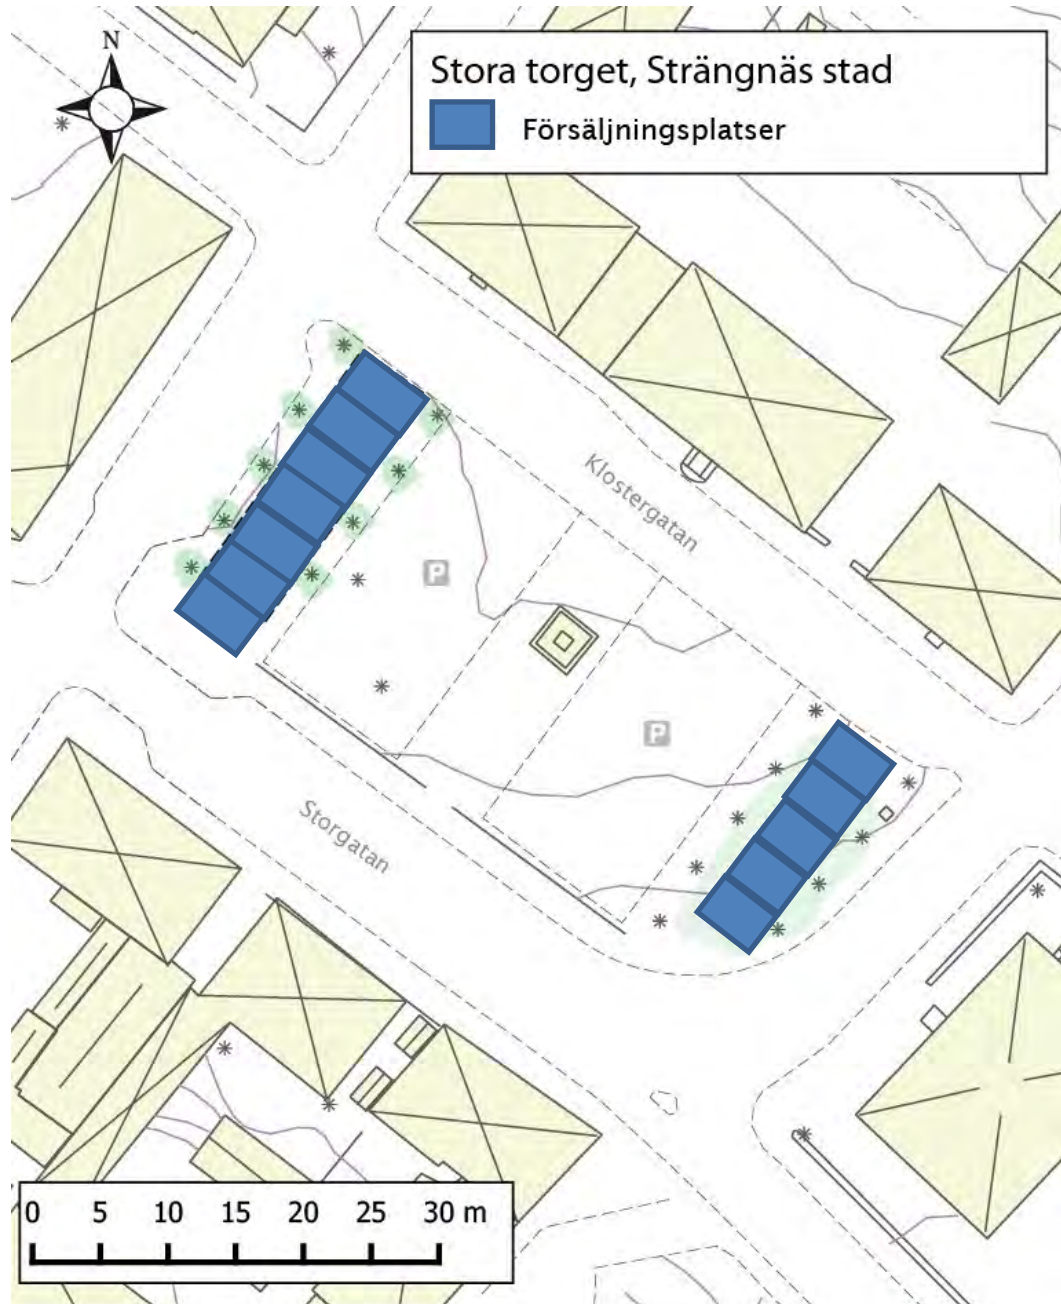 N
Stora torget, Strängnäs stad
Försäljningsplatser
Klostergatan
P
P
Storgatan
0 5 10 15 20 25 30 m